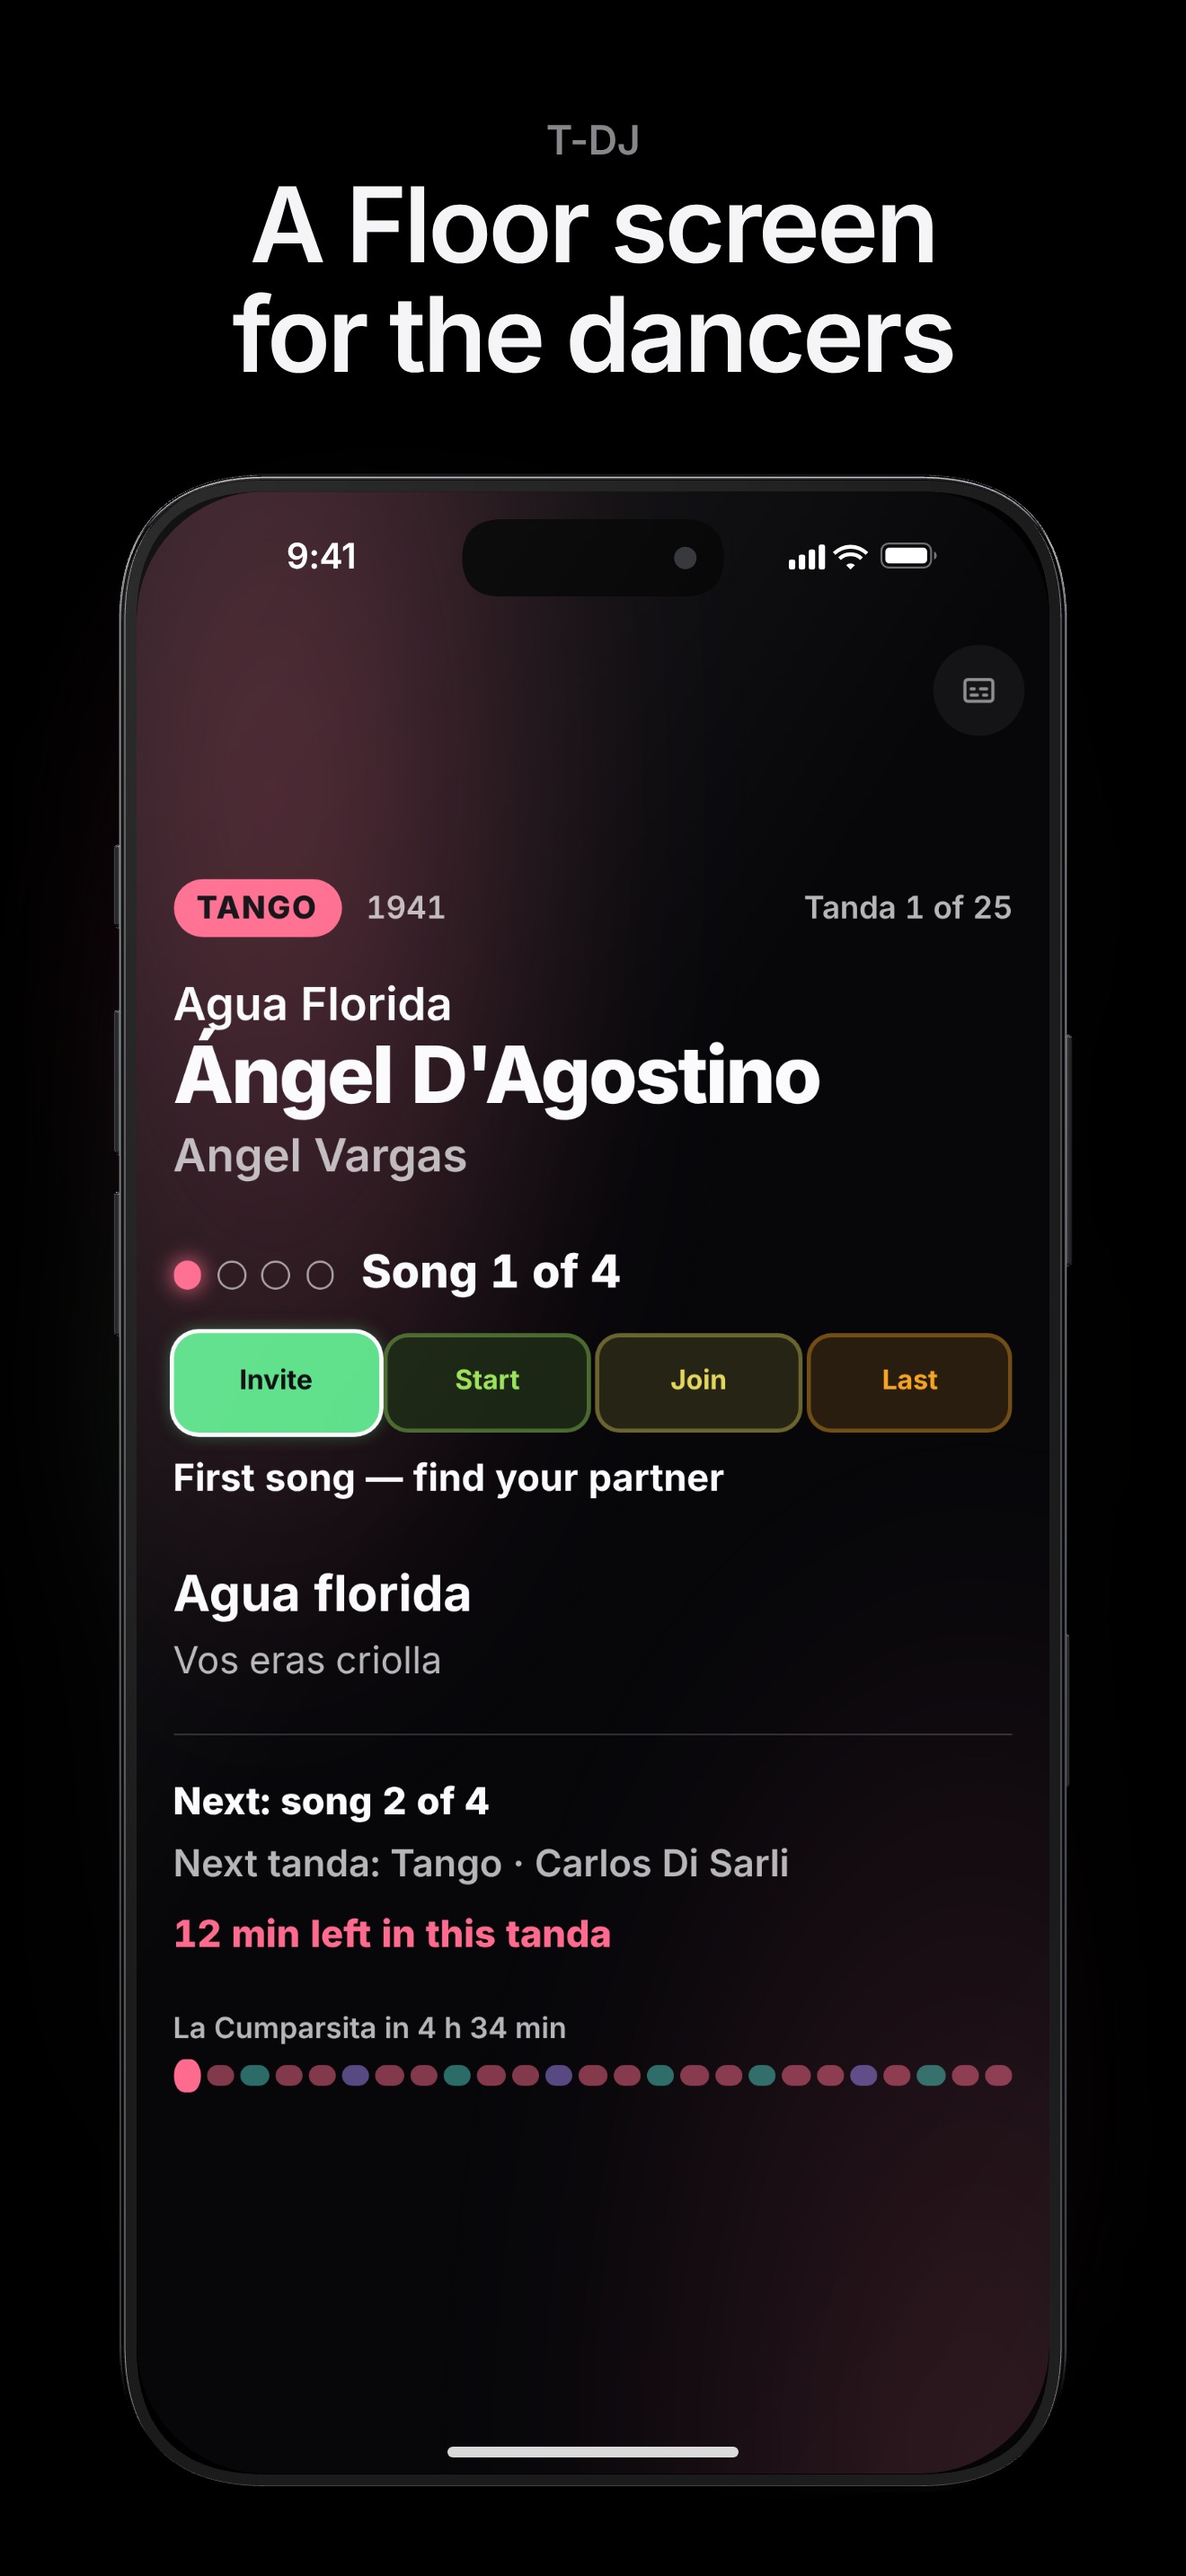 T-DJ
A Floor screen
for the dancers
9:41
TANGO 1941 Tanda 1 of 25
Agua Florida
Ángel D'Agostino
Angel Vargas
Song 1 of 4
Invite Start Join Last
First song — find your partner
Agua florida
Vos eras criolla
Next: song 2 of 4
Next tanda: Tango · Carlos Di Sarli
12 min left in this tanda
La Cumparsita in 4 h 34 min